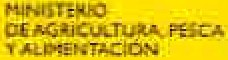 MINISTERIO
DE AGRICULTURA, PESCA
Y ALIMENTACIÓN